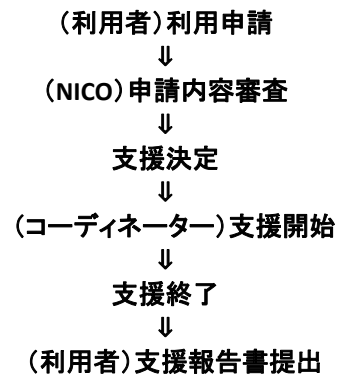 （利用者）利用申請
⇓
（NICO）申請内容審査
⇓
支援決定
⇓
（コーディネーター）支援開始
⇓
支援終了
⇓
（利用者）支援報告書提出